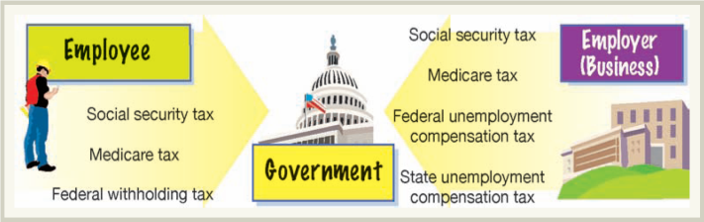 Employee
Social security tax
Medicare tax
Federal withholding tax
Government
Social security tax
Medicare tax
Federal unemployment
compensation tax
State unemployment
compensation tax
Employer
(Business)